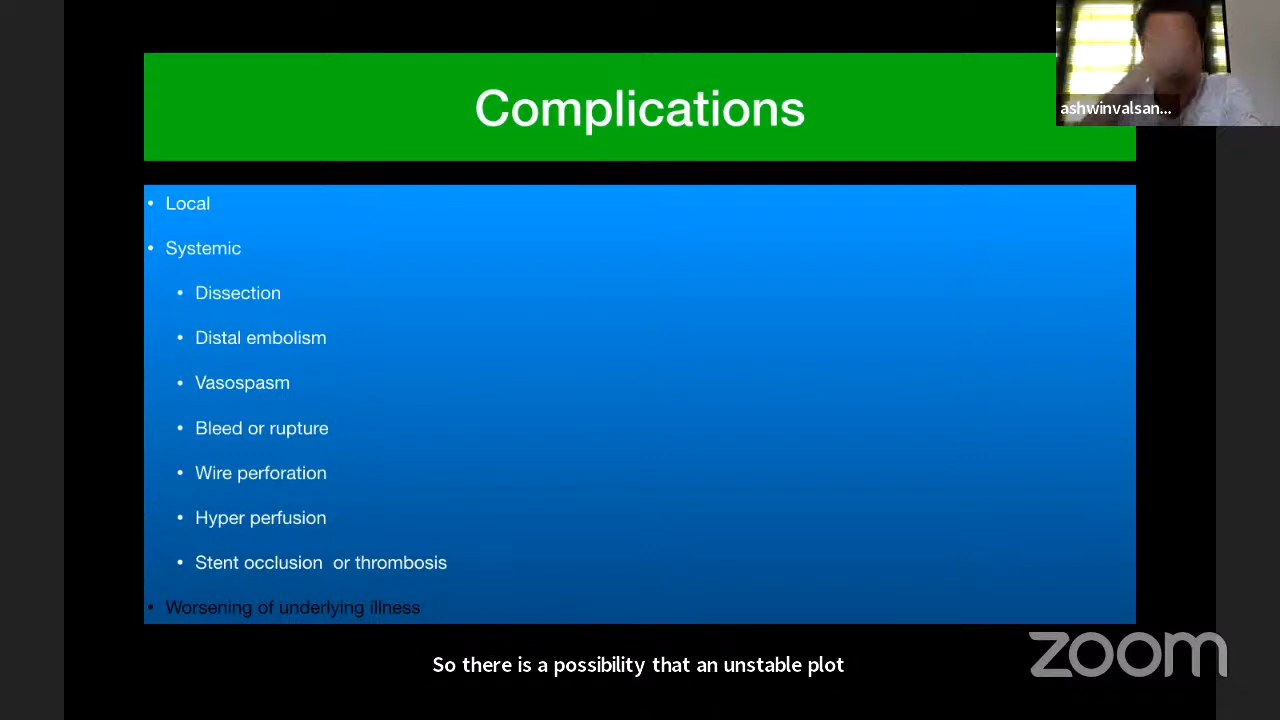 Complications
ashwinvalsan...
• Local
• Systemic
• Dissection
• Distal embolism
• Vasospasm
• Bleed or rupture
• Wire perforation
• Hyper perfusion
• Stent occlusion or thrombosis
• Worsening of underlying illness
zoom
So there is a possibility that an unstable plot